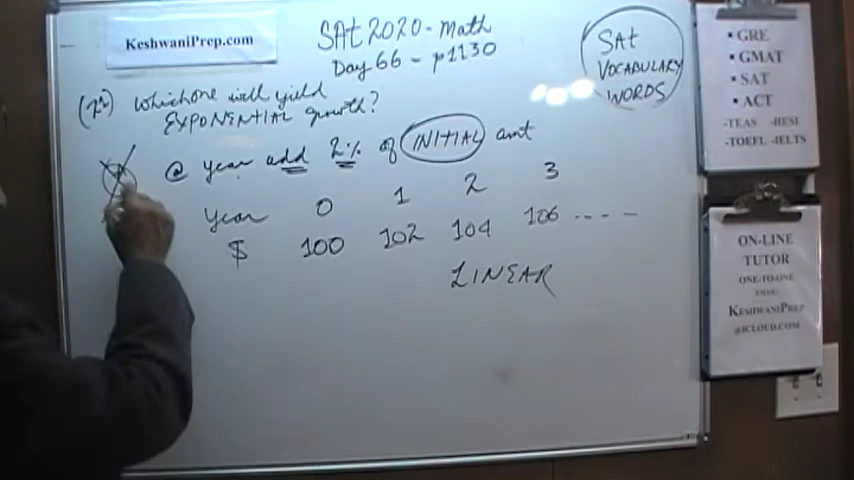 KeshwaniPrep.com
SAt 2020 - Math
Day 66 - p1130
SAt
VOCABULARY
WORDS
Which one will yield
EXPONENTIAL growth?
@ year add 2% of INITIAL amt
Year 0 1 2 3
$ 100 102 104 106 ....
LINEAR
• GRE
• GMAT
• SAT
• ACT
-TEAS -HESI
-TOEFL -IELTS
ON-LINE
TUTOR
ONE-TO-ONE
KESHWANIPREP
@ICLOUD.COM